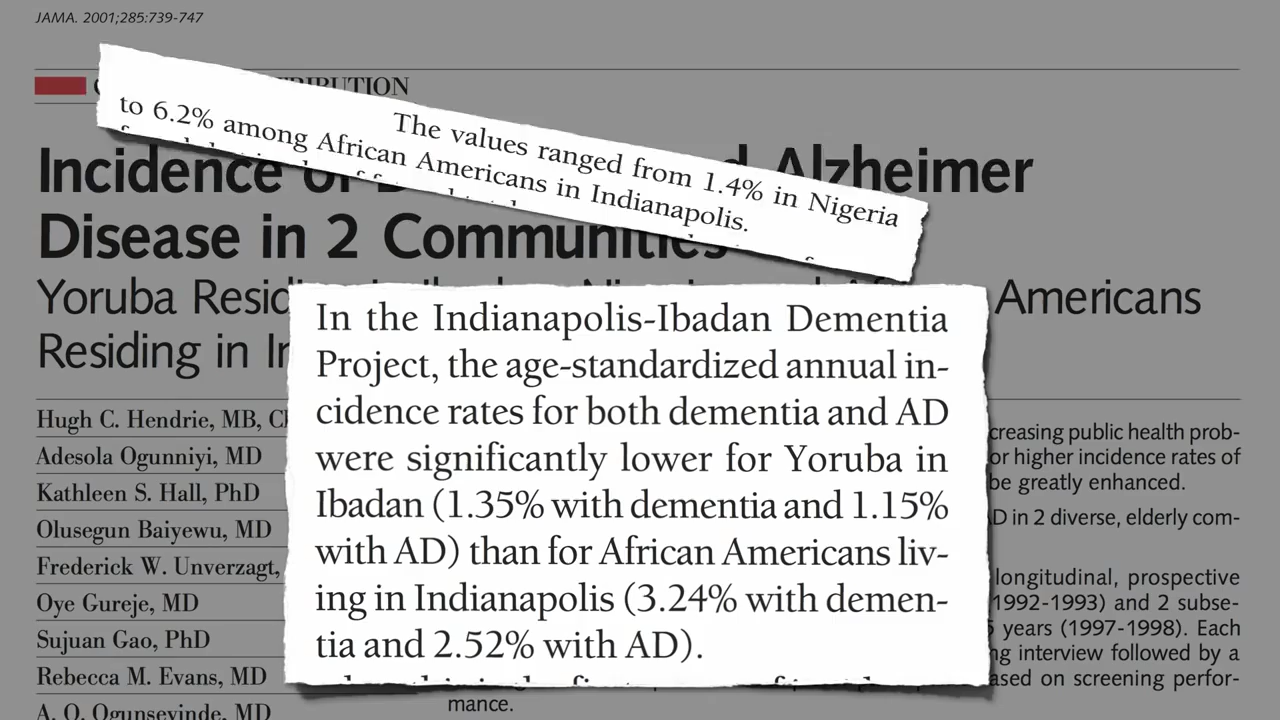 JAMA. 2001;285:739-747
The values ranged from 1.4% in Nigeria
to 6.2% among African Americans in Indianapolis.
Incidence of Alzheimer
Disease in 2 Communities
Yoruba Americans
Residing in
In the Indianapolis-Ibadan Dementia
Project, the age-standardized annual in-
cidence rates for both dementia and AD
were significantly lower for Yoruba in
Ibadan (1.35% with dementia and 1.15%
with AD) than for African Americans liv-
ing in Indianapolis (3.24% with demen-
tia and 2.52% with AD).
Hugh C. Hendrie, MB,
Adesola Ogunniyi, MD
Kathleen S. Hall, PhD
Olusegun Baiyewu, MD
Frederick W. Unverzagt,
Oye Gureje, MD
Sujuan Gao, PhD
Rebecca M. Evans, MD
A. O. Ogunseyinde, MD
creasing public health prob-
or higher incidence rates of
be greatly enhanced.
AD in 2 diverse, elderly com-
longitudinal, prospective
1992-1993) and 2 subse-
years (1997-1998). Each
interview followed by a
ased on screening perfor-
mance.